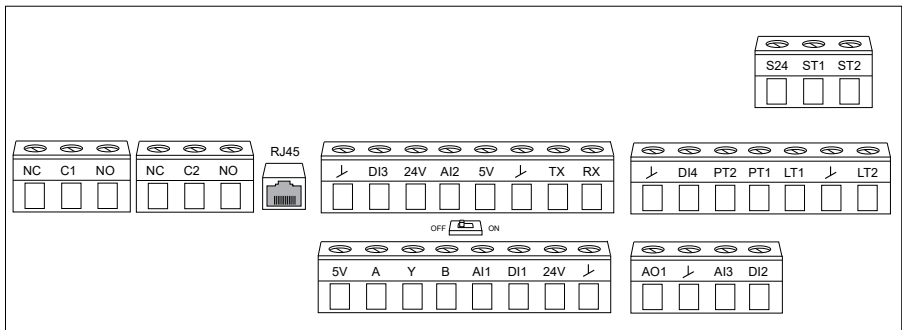 S24 ST1 ST2
RJ45
NC C1 NO
NC C2 NO
DI3 24V AI2 5V TX RX
DI4 PT2 PT1 LT1 LT2
OFF ON
5V A Y B AI1 DI1 24V
AO1 AI3 DI2